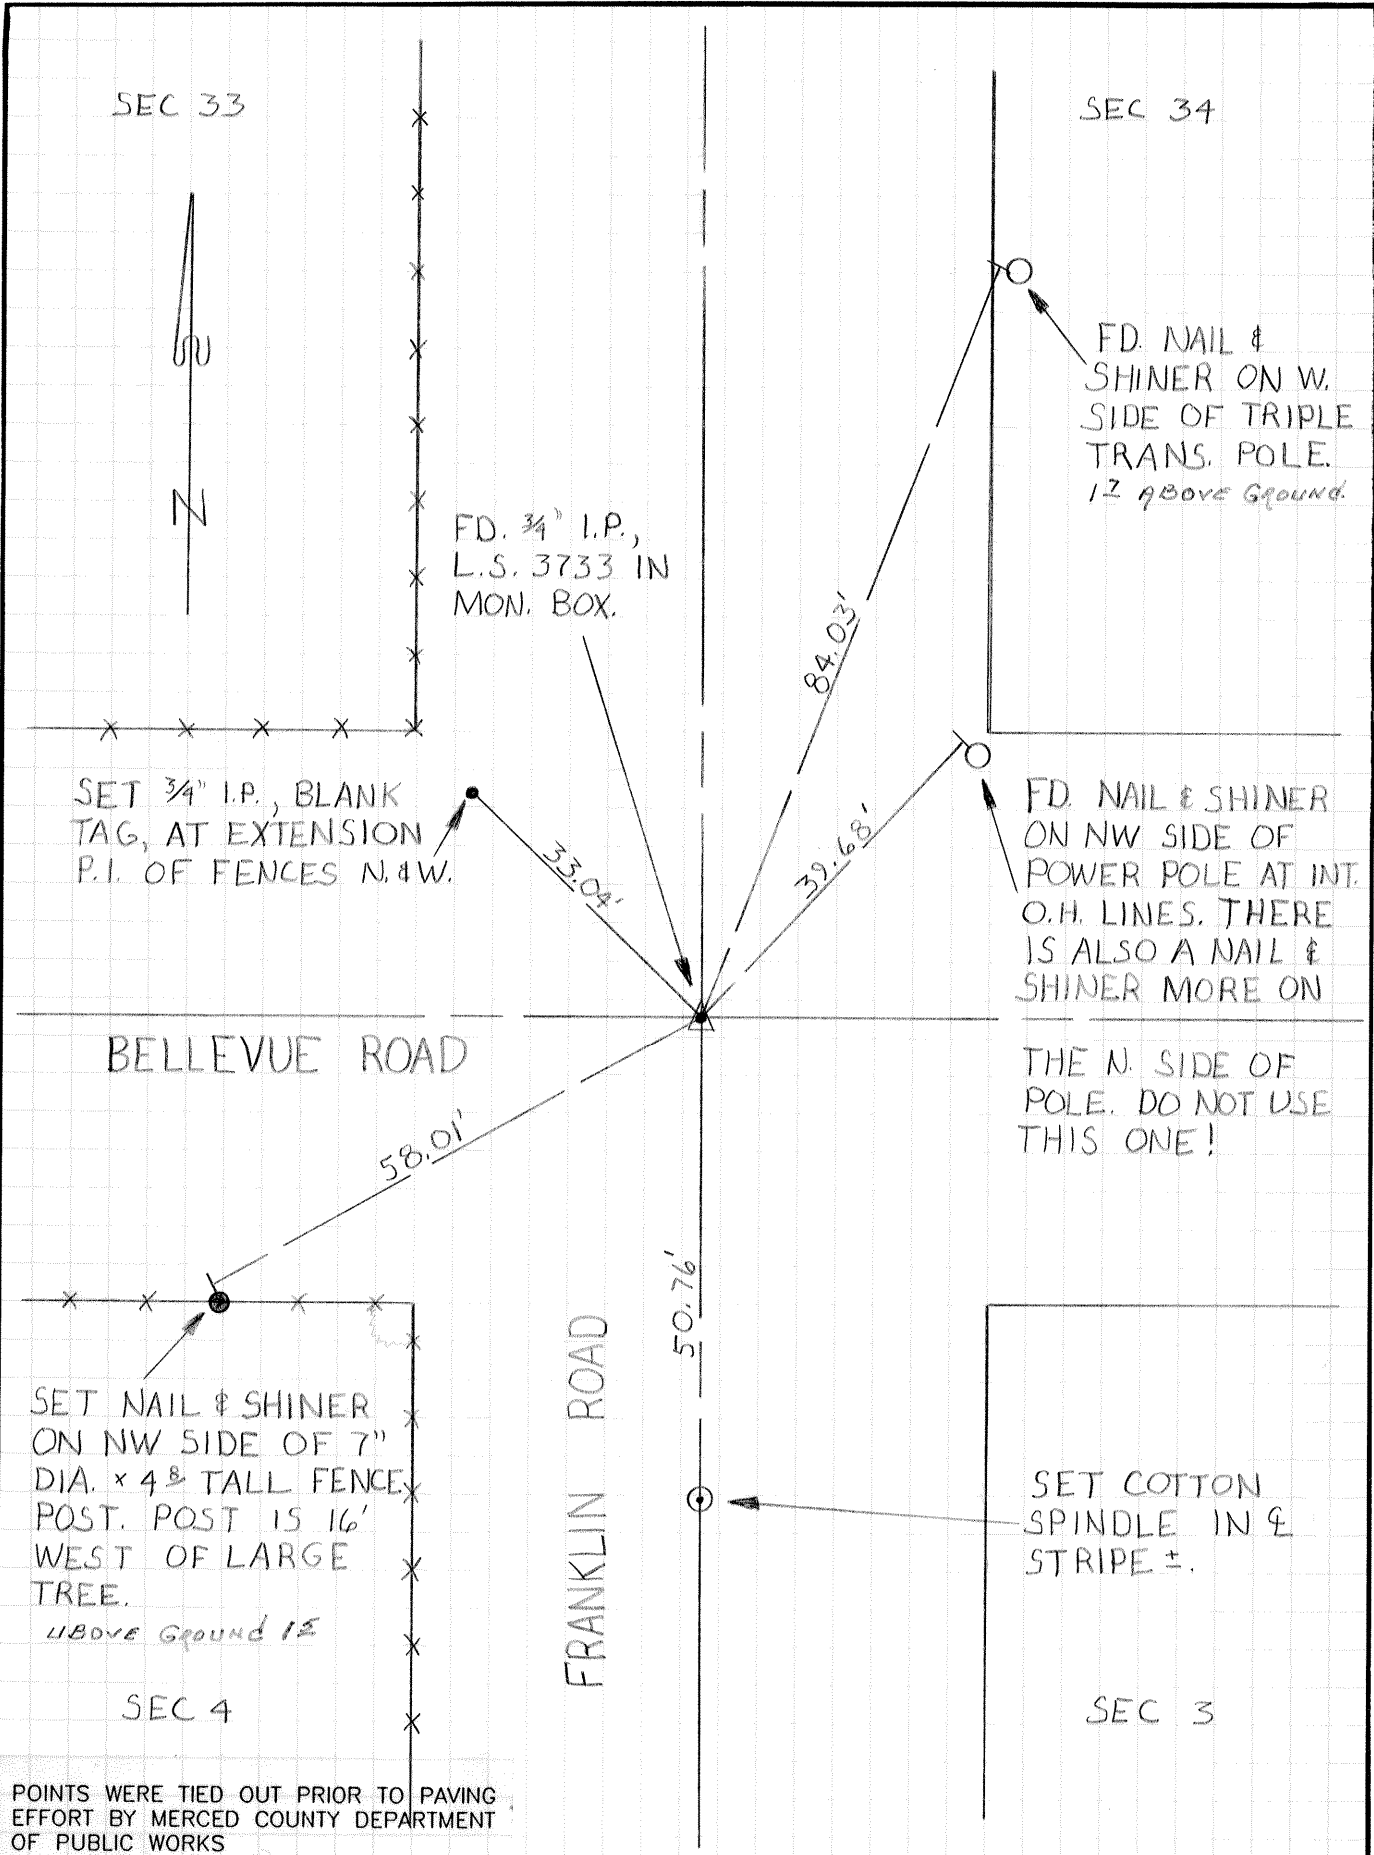 SEC 33
SEC 34
N
FD. NAIL &
SHINER ON W.
SIDE OF TRIPLE
TRANS. POLE.
1⁷ ABOVE GROUND.
FD. 3/4" I.P.,
L.S. 3733 IN
MON. BOX.
84.03'
SET 3/4" I.P., BLANK
TAG, AT EXTENSION
P.I. OF FENCES N. & W.
33.04'
39.68'
FD. NAIL & SHINER
ON NW SIDE OF
POWER POLE AT INT.
O.H. LINES. THERE
IS ALSO A NAIL &
SHINER MORE ON
THE N. SIDE OF
POLE. DO NOT USE
THIS ONE!
BELLEVUE ROAD
58.01'
50.76'
FRANKLIN ROAD
SET NAIL & SHINER
ON NW SIDE OF 7"
DIA. x 4⁸ TALL FENCE
POST. POST IS 16'
WEST OF LARGE
TREE.
ABOVE GROUND 1⁵
SET COTTON
SPINDLE IN ℄
STRIPE ±.
SEC 4
SEC 3
POINTS WERE TIED OUT PRIOR TO PAVING
EFFORT BY MERCED COUNTY DEPARTMENT
OF PUBLIC WORKS